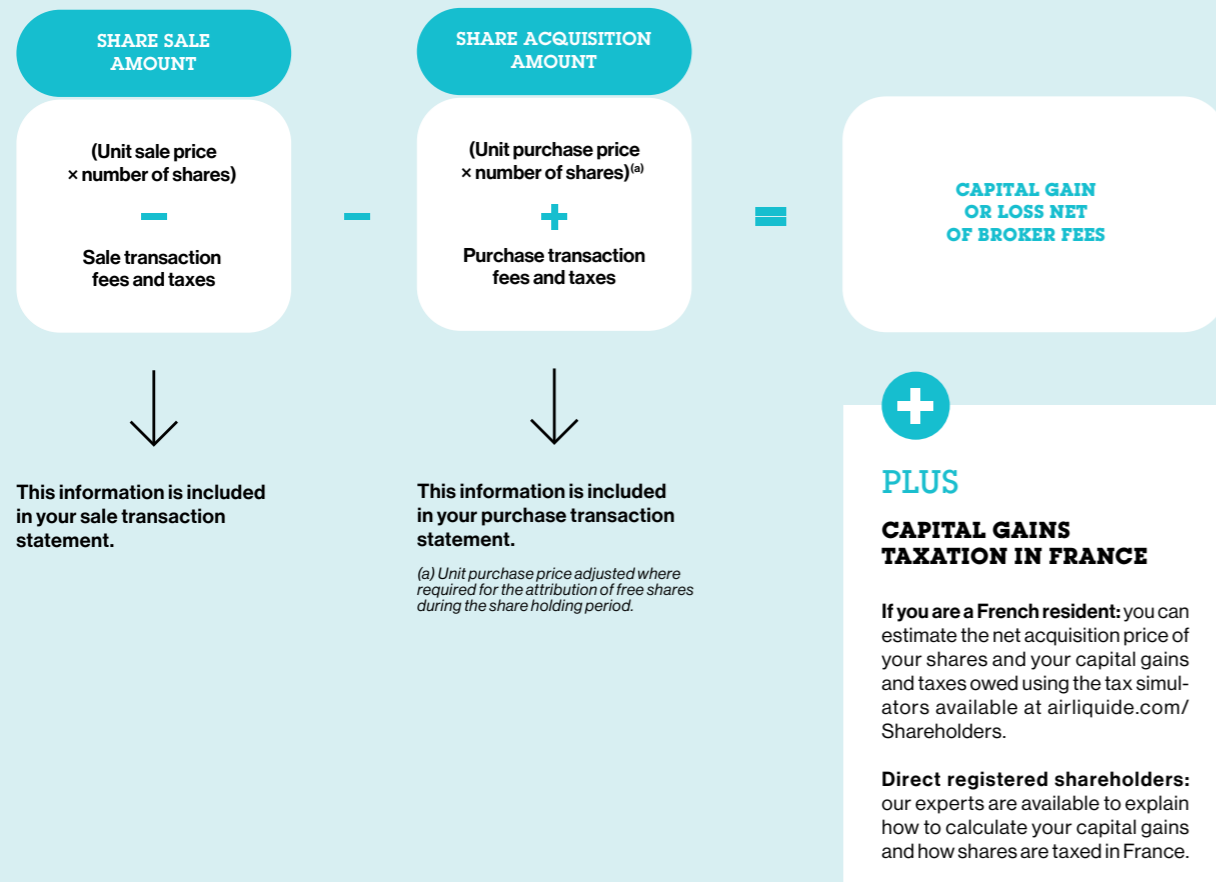 SHARE SALE
AMOUNT
(Unit sale price
× number of shares)
−
Sale transaction
fees and taxes
This information is included
in your sale transaction
statement.
−
SHARE ACQUISITION
AMOUNT
(Unit purchase price
× number of shares)(a)
+
Purchase transaction
fees and taxes
This information is included
in your purchase transaction
statement.
(a) Unit purchase price adjusted where
required for the attribution of free shares
during the share holding period.
=
CAPITAL GAIN
OR LOSS NET
OF BROKER FEES
+
PLUS
CAPITAL GAINS
TAXATION IN FRANCE
If you are a French resident: you can
estimate the net acquisition price of
your shares and your capital gains
and taxes owed using the tax simul-
ators available at airliquide.com/
Shareholders.
Direct registered shareholders:
our experts are available to explain
how to calculate your capital gains
and how shares are taxed in France.